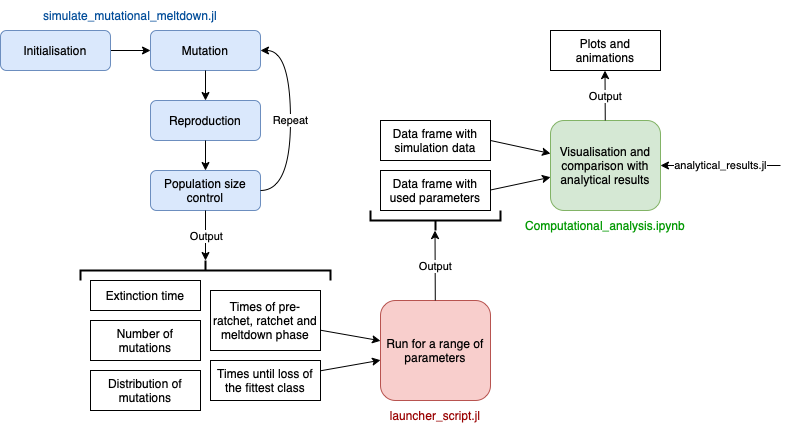 simulate_mutational_meltdown.jl
Initialisation
Mutation
Reproduction
Repeat
Population size
control
Output
Extinction time
Number of
mutations
Distribution of
mutations
Times of pre-
ratchet, ratchet and
meltdown phase
Times until loss of
the fittest class
Run for a range of
parameters
launcher_script.jl
Output
Data frame with
simulation data
Data frame with
used parameters
Plots and
animations
Output
Visualisation and
comparison with
analytical results
analytical_results.jl
Computational_analysis.ipynb